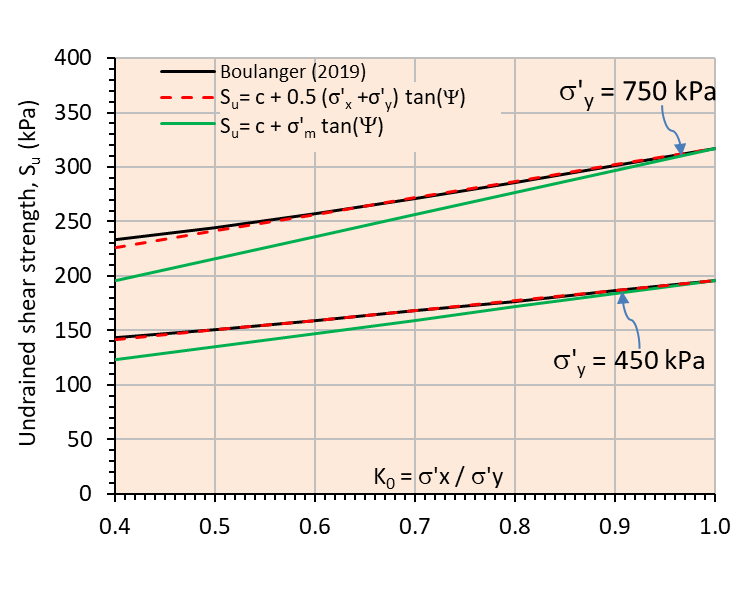 400
350
300
250
200
150
100
50
0
Undrained shear strength, Su (kPa)
Boulanger (2019)
Su= c + 0.5 (σ'x +σ'y) tan(Ψ)
Su= c + σ'm tan(Ψ)
σ'y = 750 kPa
σ'y = 450 kPa
K0 = σ'x / σ'y
0.4 0.5 0.6 0.7 0.8 0.9 1.0